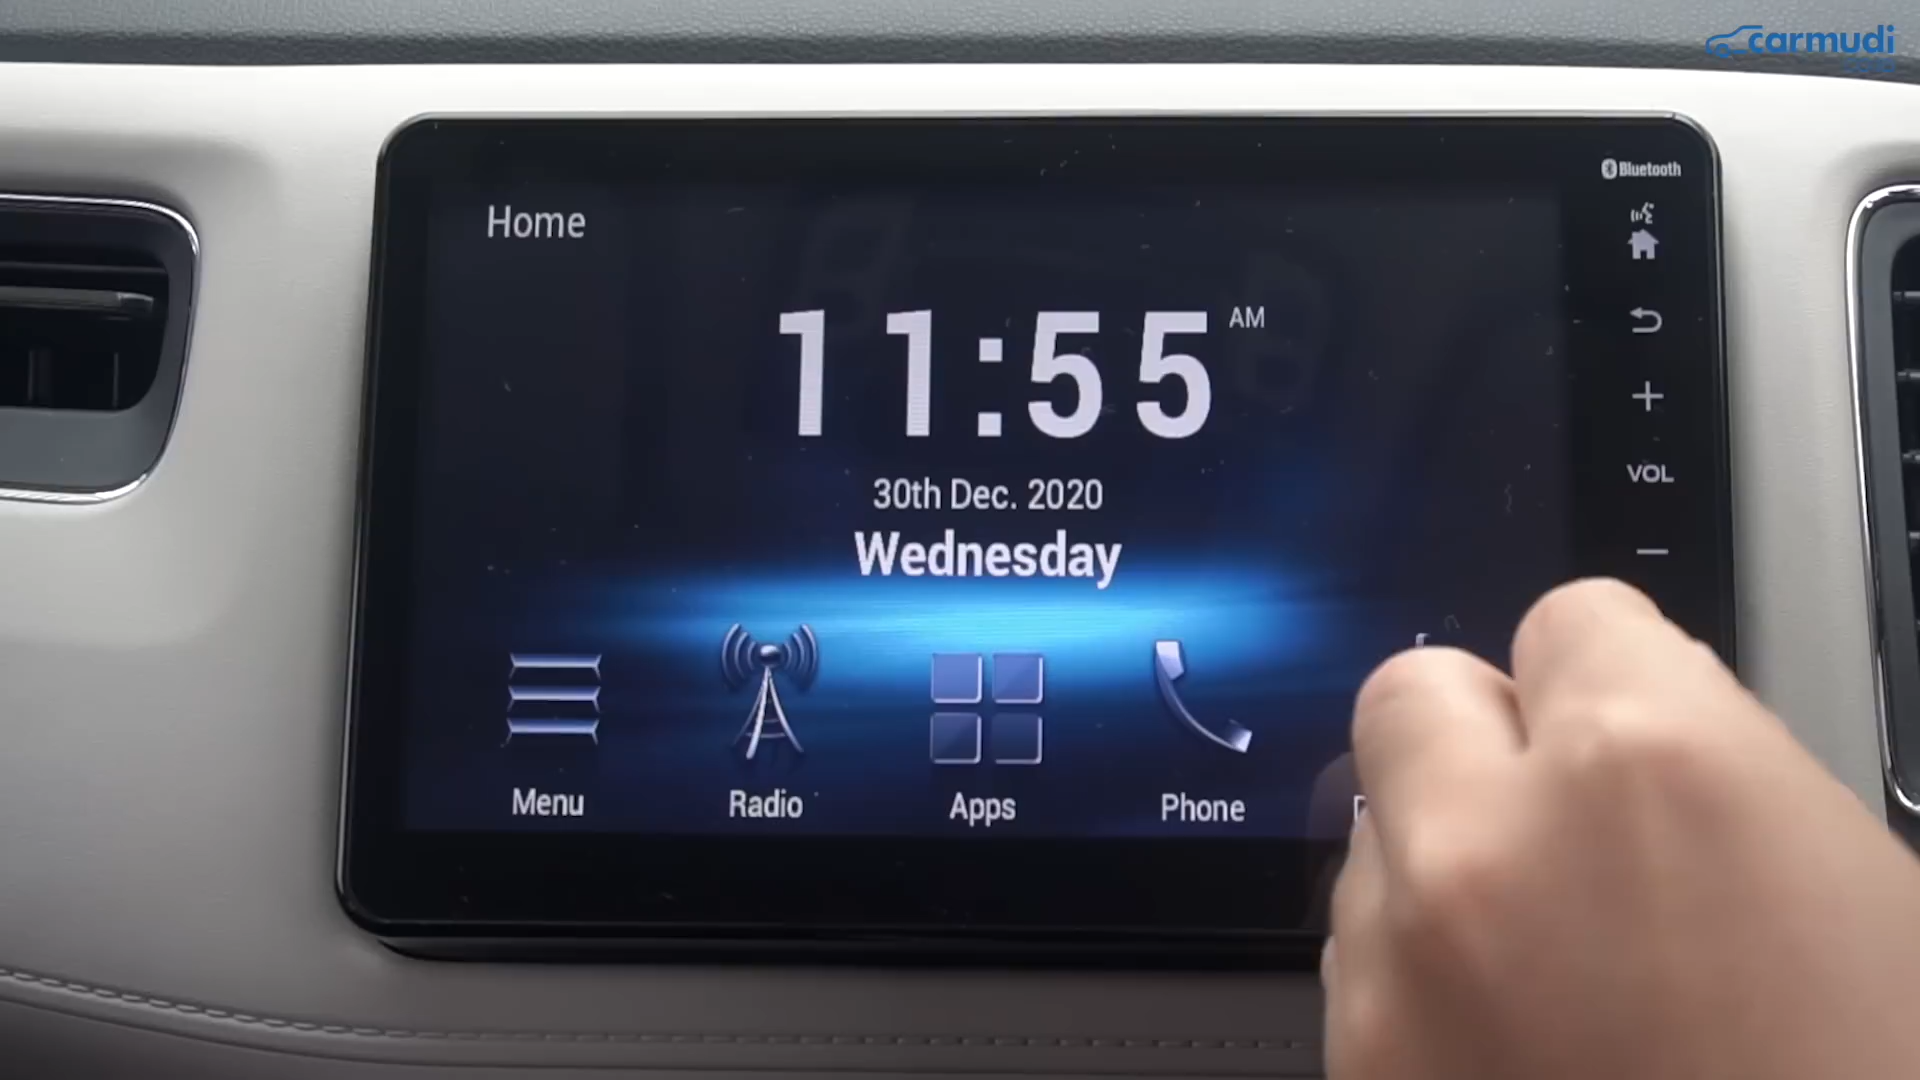 carmudi
Bluetooth
Home
11:55 AM
VOL
30th Dec. 2020
Wednesday
Menu
Radio
Apps
Phone